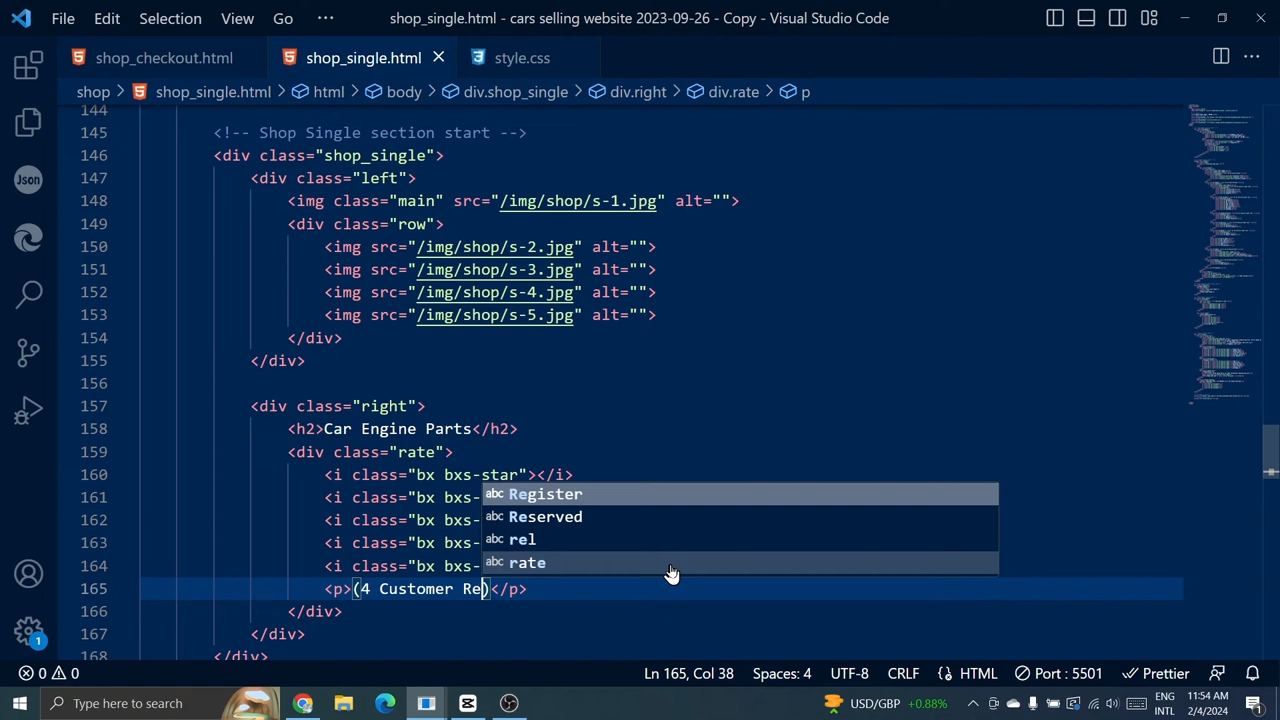 File Edit Selection View Go ··· shop_single.html - cars selling website 2023-09-26 - Copy - Visual Studio Code
shop_checkout.html shop_single.html style.css
shop > shop_single.html > html > body > div.shop_single > div.right > div.rate > p
144
145 <!-- Shop Single section start -->
146 <div class="shop_single">
147 <div class="left">
148 <img class="main" src="/img/shop/s-1.jpg" alt="">
149 <div class="row">
150 <img src="/img/shop/s-2.jpg" alt="">
151 <img src="/img/shop/s-3.jpg" alt="">
152 <img src="/img/shop/s-4.jpg" alt="">
153 <img src="/img/shop/s-5.jpg" alt="">
154 </div>
155 </div>
156
157 <div class="right">
158 <h2>Car Engine Parts</h2>
159 <div class="rate">
160 <i class="bx bxs-star"></i>
161 <i class="bx bxs-
abc Register
162 <i class="bx bxs-
abc Reserved
163 <i class="bx bxs-
abc rel
164 <i class="bx bxs-
abc rate
165 <p>(4 Customer Re)</p>
166 </div>
167 </div>
168 </div>
Json
1
0 0 Ln 165, Col 38 Spaces: 4 UTF-8 CRLF {} HTML Port : 5501 Prettier
Type here to search USD/GBP +0.88% ENG INTL 11:54 AM 2/4/2024 1